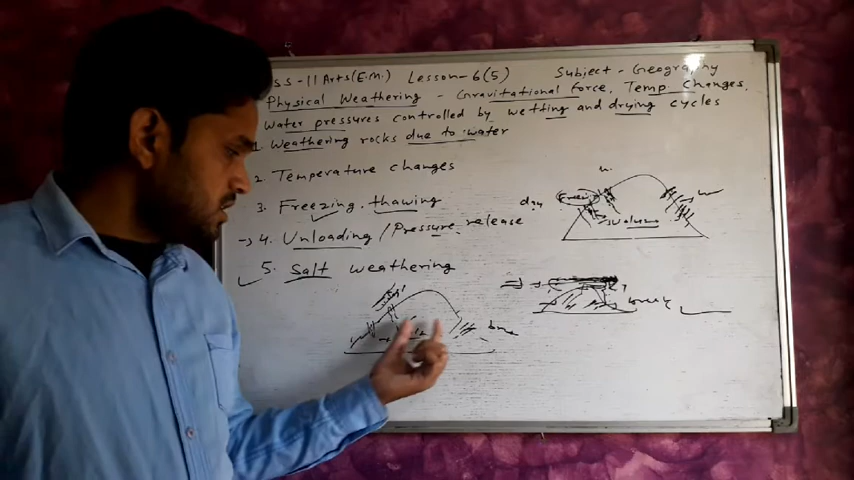 ss-11 Arts(E.M.) Lesson-6(5) Subject - Geography
Physical Weathering - Gravitational force, Temp Changes,
Water pressures controlled by wetting and drying cycles
1. Weathering rocks due to water
2. Temperature changes
3. Freezing. thawing
4. Unloading / Pressure release
5. Salt weathering
dry
Volume